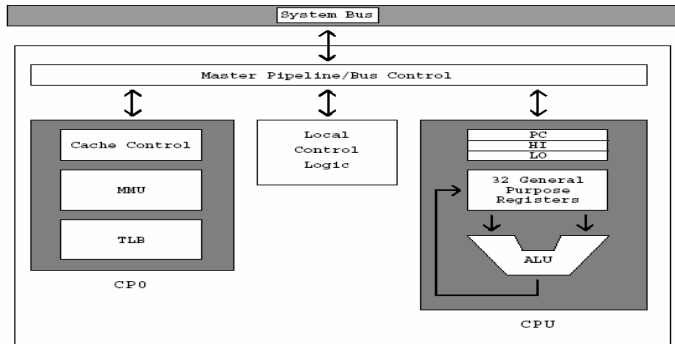 System Bus
Master Pipeline/Bus Control
Cache Control
MMU
TLB
CP0
Local
Control
Logic
PC
HI
LO
32 General
Purpose
Registers
ALU
CPU